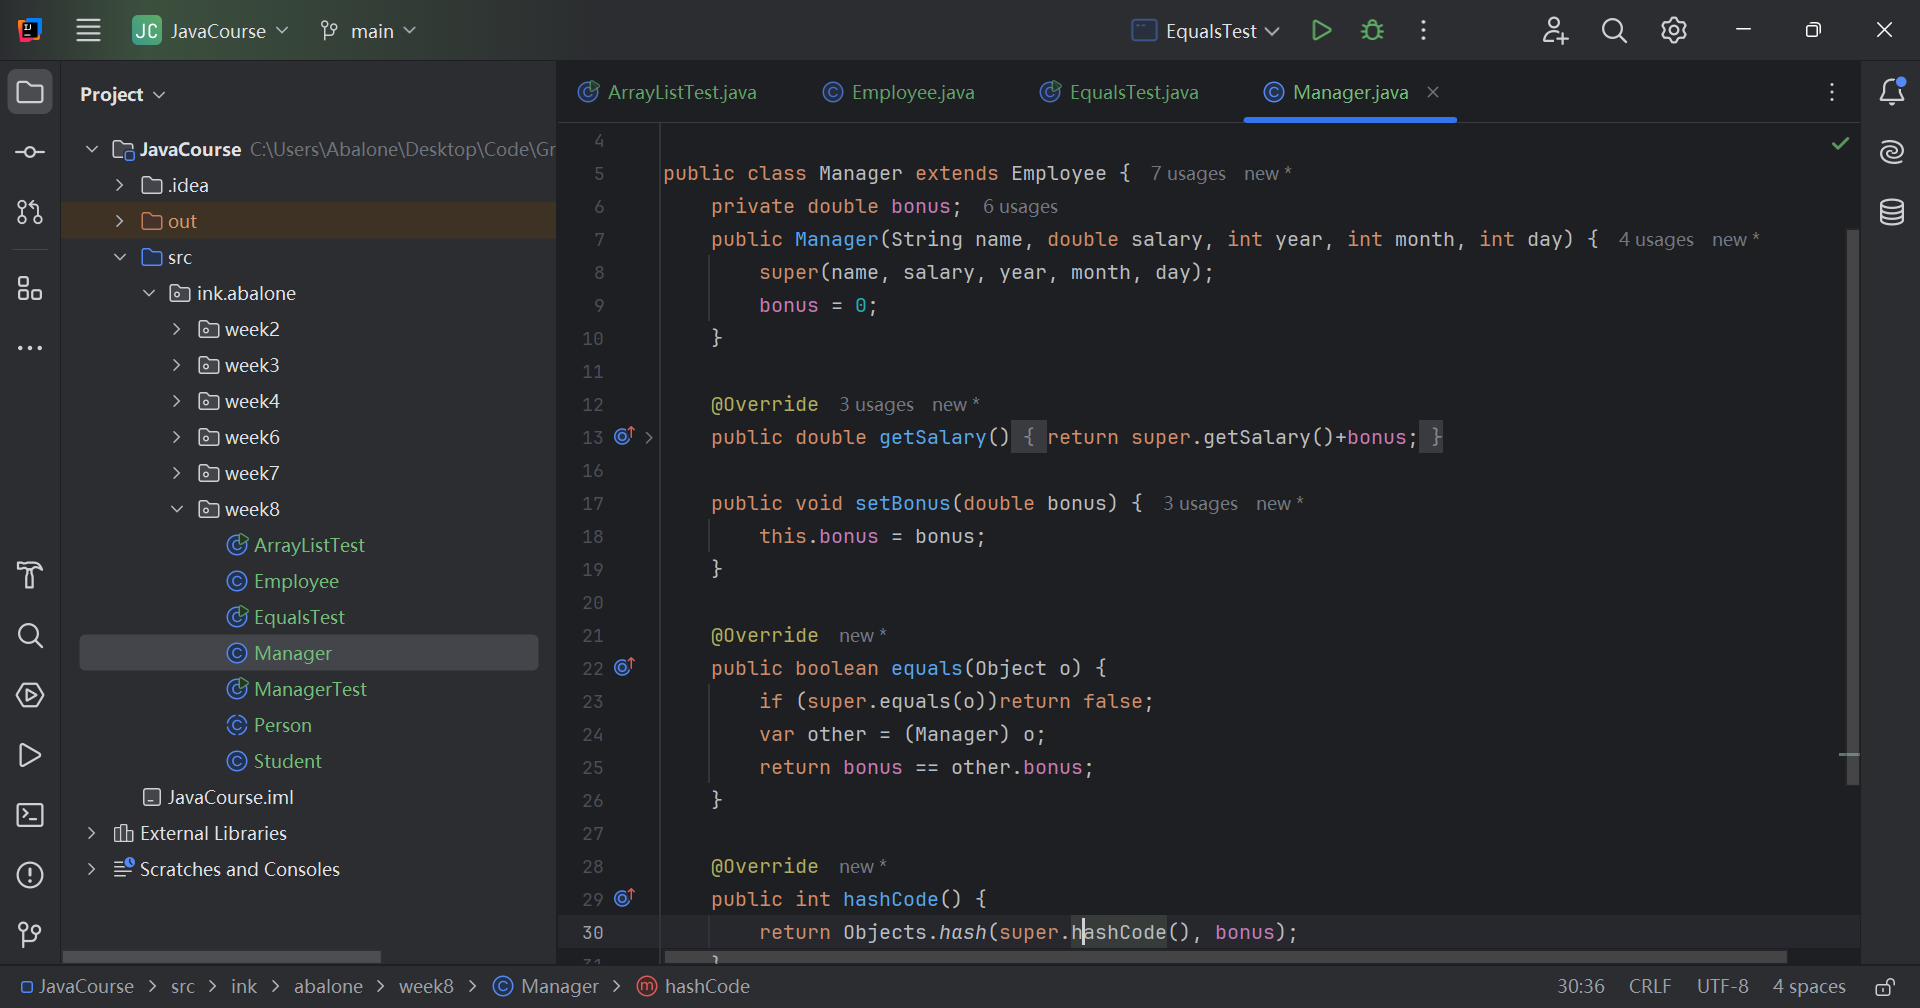 JC JavaCourse main EqualsTest
Project
JavaCourse C:\Users\Abalone\Desktop\Code\Gr
.idea
out
src
ink.abalone
week2
week3
week4
week6
week7
week8
ArrayListTest
Employee
EqualsTest
Manager
ManagerTest
Person
Student
JavaCourse.iml
External Libraries
Scratches and Consoles
ArrayListTest.java Employee.java EqualsTest.java Manager.java
4
5 public class Manager extends Employee { 7 usages new *
6 private double bonus; 6 usages
7 public Manager(String name, double salary, int year, int month, int day) { 4 usages new *
8 super(name, salary, year, month, day);
9 bonus = 0;
10 }
11
12 @Override 3 usages new *
13 public double getSalary() { return super.getSalary()+bonus; }
16
17 public void setBonus(double bonus) { 3 usages new *
18 this.bonus = bonus;
19 }
20
21 @Override new *
22 public boolean equals(Object o) {
23 if (super.equals(o))return false;
24 var other = (Manager) o;
25 return bonus == other.bonus;
26 }
27
28 @Override new *
29 public int hashCode() {
30 return Objects.hash(super.hashCode(), bonus);
31 }
JavaCourse > src > ink > abalone > week8 > Manager > hashCode 30:36 CRLF UTF-8 4 spaces